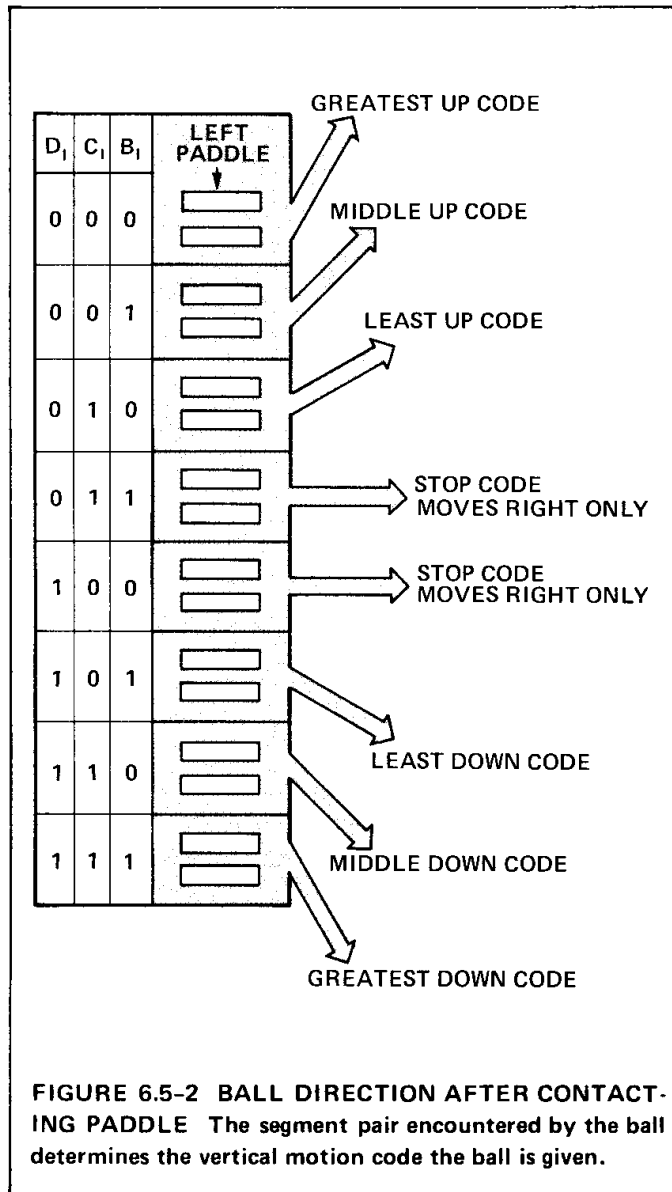 GREATEST UP CODE
D₁ C₁ B₁ LEFT
PADDLE
0 0 0
MIDDLE UP CODE
0 0 1
LEAST UP CODE
0 1 0
0 1 1 STOP CODE
MOVES RIGHT ONLY
1 0 0 STOP CODE
MOVES RIGHT ONLY
1 0 1
LEAST DOWN CODE
1 1 0
1 1 1 MIDDLE DOWN CODE
GREATEST DOWN CODE
FIGURE 6.5-2 BALL DIRECTION AFTER CONTACT-
ING PADDLE The segment pair encountered by the ball
determines the vertical motion code the ball is given.